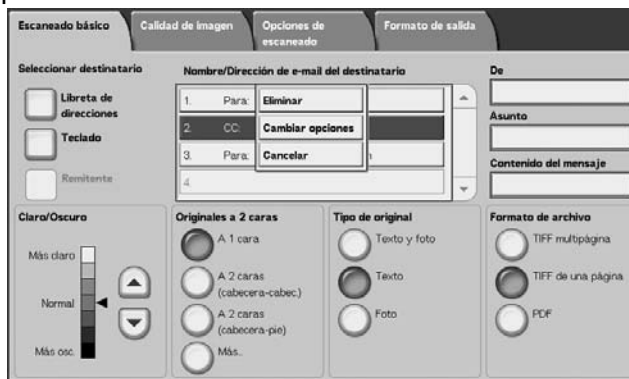 Escaneado básico
Calidad de imagen
Opciones de
escaneado
Formato de salida
Seleccionar destinatario
Libreta de
direcciones
Teclado
Remitente
Nombre/Dirección de e-mail del destinatario
1. Para: Eliminar
2 CC: Cambiar opciones
3. Para: Cancelar
4.
De
Asunto
Contenido del mensaje
Claro/Oscuro
Más claro
Normal
Más osc.
Originales a 2 caras
A 1 cara
A 2 caras
(cabecera-cabec.)
A 2 caras
(cabecera-pie)
Más..
Tipo de original
Texto y foto
Texto
Foto
Formato de archivo
TIFF multipágina
TIFF de una página
PDF